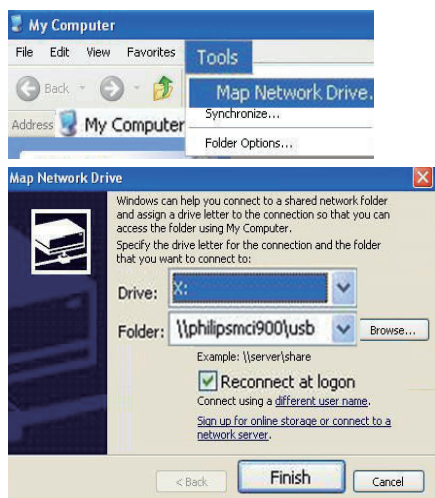 My Computer
File Edit View Favorites Tools
Back
Map Network Drive.
Synchronize...
Address My Computer
Folder Options...
Map Network Drive
Windows can help you connect to a shared network folder
and assign a drive letter to the connection so that you can
access the folder using My Computer.
Specify the drive letter for the connection and the folder
that you want to connect to:
Drive: X:
Folder: \\philipsmci900\usb Browse...
Example: \\server\share
Reconnect at logon
Connect using a different user name.
Sign up for online storage or connect to a
network server.
< Back Finish Cancel